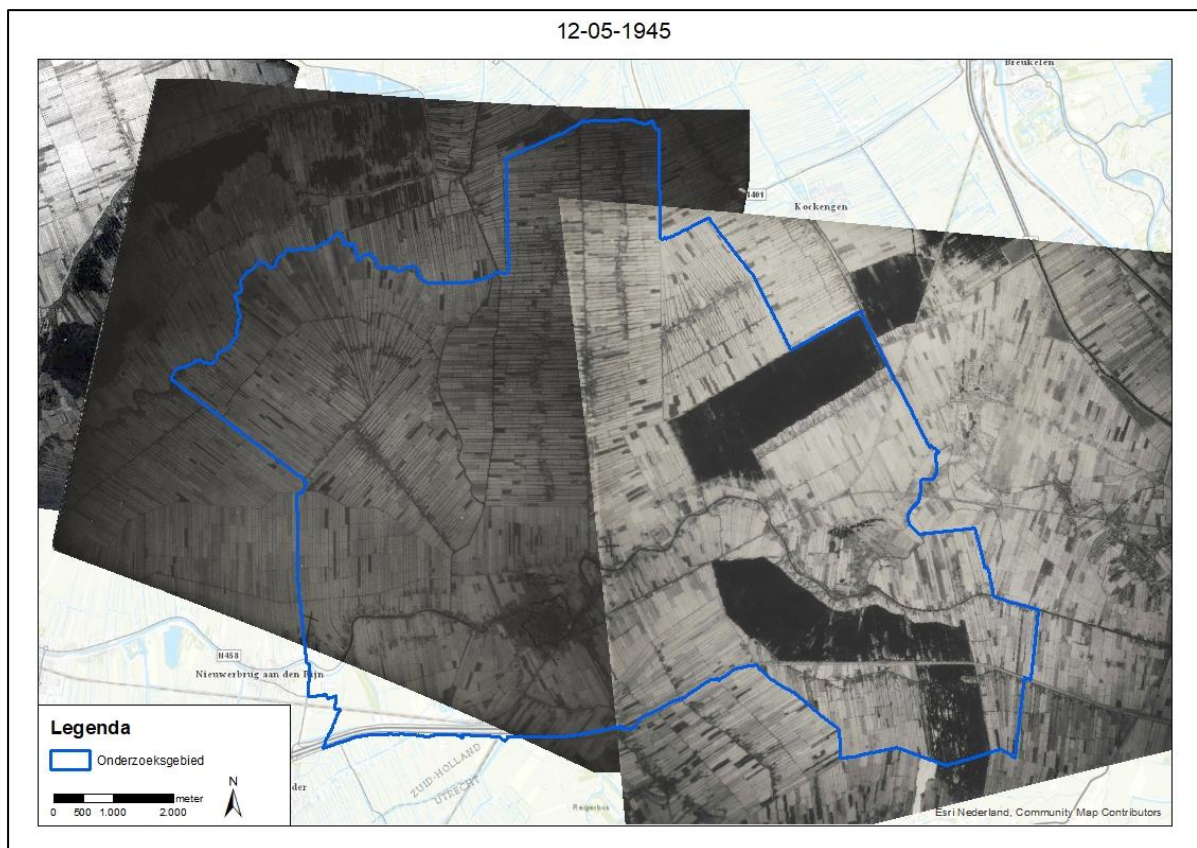 12-05-1945
Breukelen
Kockengen
N458
Nieuwerbrug aan den Rijn
Legenda
Onderzoeksgebied
N
meter
0 500 1.000 2.000
ZUID-HOLLAND
UTRECHT
Reigerbos
Esri Nederland, Community Map Contributors